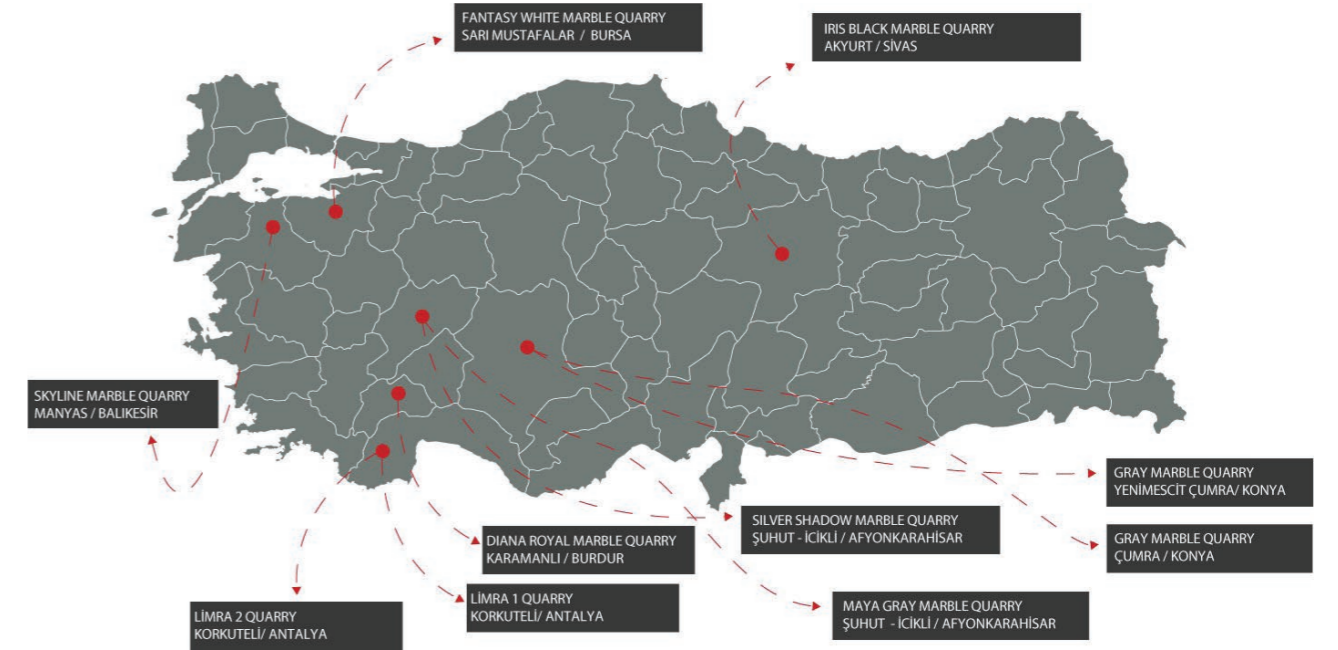 FANTASY WHITE MARBLE QUARRY
SARI MUSTAFALAR / BURSA
IRIS BLACK MARBLE QUARRY
AKYURT / SİVAS
SKYLINE MARBLE QUARRY
MANYAS / BALIKESİR
GRAY MARBLE QUARRY
YENİMESCİT ÇUMRA/ KONYA
SILVER SHADOW MARBLE QUARRY
ŞUHUT - İCİKLİ / AFYONKARAHİSAR
DIANA ROYAL MARBLE QUARRY
KARAMANLI / BURDUR
GRAY MARBLE QUARRY
ÇUMRA / KONYA
LİMRA 2 QUARRY
KORKUTELİ/ ANTALYA
LİMRA 1 QUARRY
KORKUTELİ/ ANTALYA
MAYA GRAY MARBLE QUARRY
ŞUHUT - İCİKLİ / AFYONKARAHİSAR